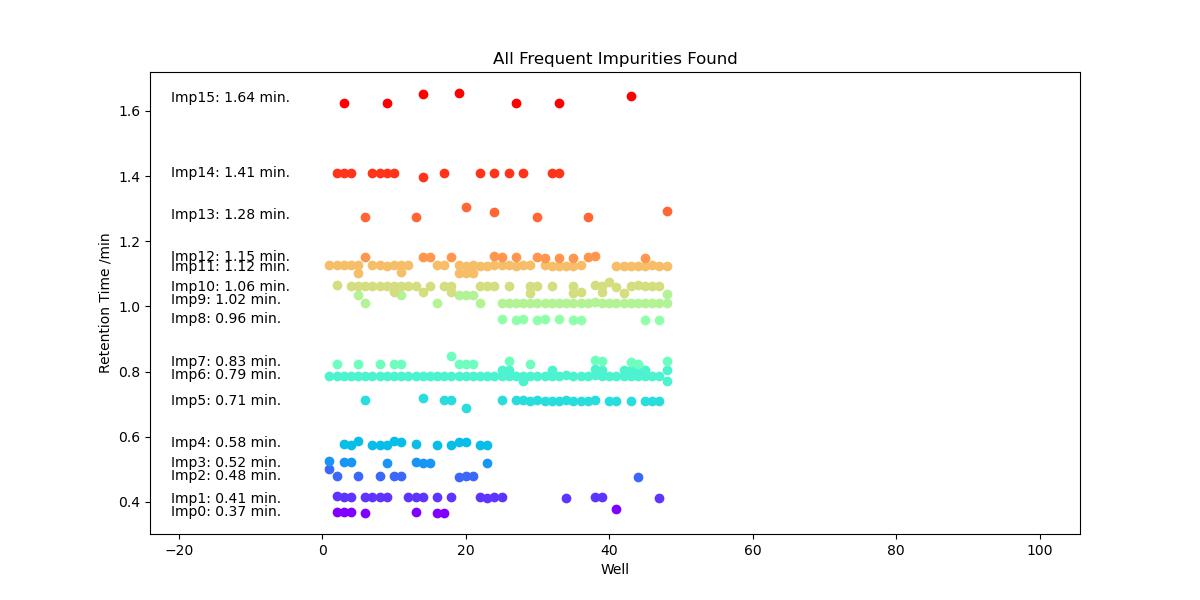 All Frequent Impurities Found
Retention Time /min
1.6
1.4
1.2
1.0
0.8
0.6
0.4
Imp15: 1.64 min.
Imp14: 1.41 min.
Imp13: 1.28 min.
Imp12: 1.15 min.
Imp11: 1.12 min.
Imp10: 1.06 min.
Imp9: 1.02 min.
Imp8: 0.96 min.
Imp7: 0.83 min.
Imp6: 0.79 min.
Imp5: 0.71 min.
Imp4: 0.58 min.
Imp3: 0.52 min.
Imp2: 0.48 min.
Imp1: 0.41 min.
Imp0: 0.37 min.
−20 0 20 40 60 80 100
Well